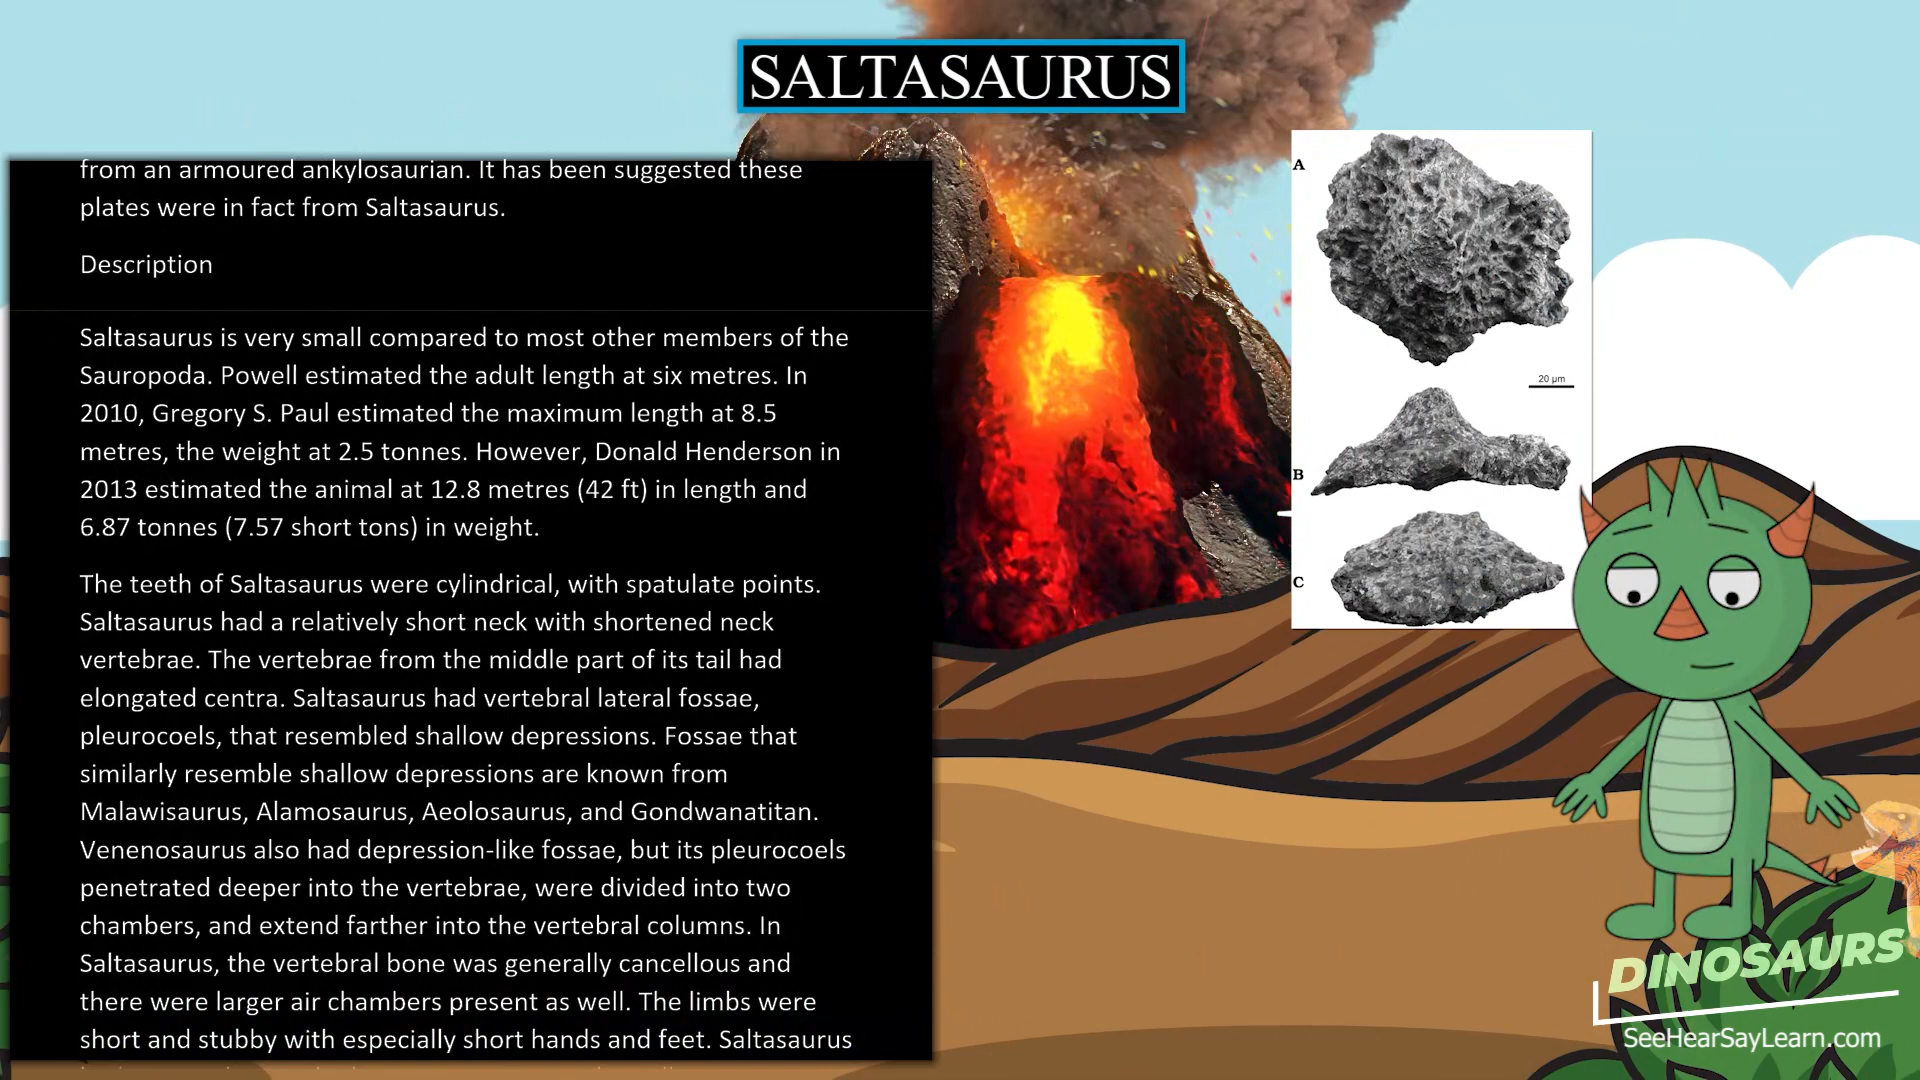 SALTASAURUS
from an armoured ankylosaurian. It has been suggested these
plates were in fact from Saltasaurus.
Description
Saltasaurus is very small compared to most other members of the
Sauropoda. Powell estimated the adult length at six metres. In
2010, Gregory S. Paul estimated the maximum length at 8.5
metres, the weight at 2.5 tonnes. However, Donald Henderson in
2013 estimated the animal at 12.8 metres (42 ft) in length and
6.87 tonnes (7.57 short tons) in weight.
The teeth of Saltasaurus were cylindrical, with spatulate points.
Saltasaurus had a relatively short neck with shortened neck
vertebrae. The vertebrae from the middle part of its tail had
elongated centra. Saltasaurus had vertebral lateral fossae,
pleurocoels, that resembled shallow depressions. Fossae that
similarly resemble shallow depressions are known from
Malawisaurus, Alamosaurus, Aeolosaurus, and Gondwanatitan.
Venenosaurus also had depression-like fossae, but its pleurocoels
penetrated deeper into the vertebrae, were divided into two
chambers, and extend farther into the vertebral columns. In
Saltasaurus, the vertebral bone was generally cancellous and
there were larger air chambers present as well. The limbs were
short and stubby with especially short hands and feet. Saltasaurus
A
20 µm
B
C
DINOSAURS
SeeHearSayLearn.com